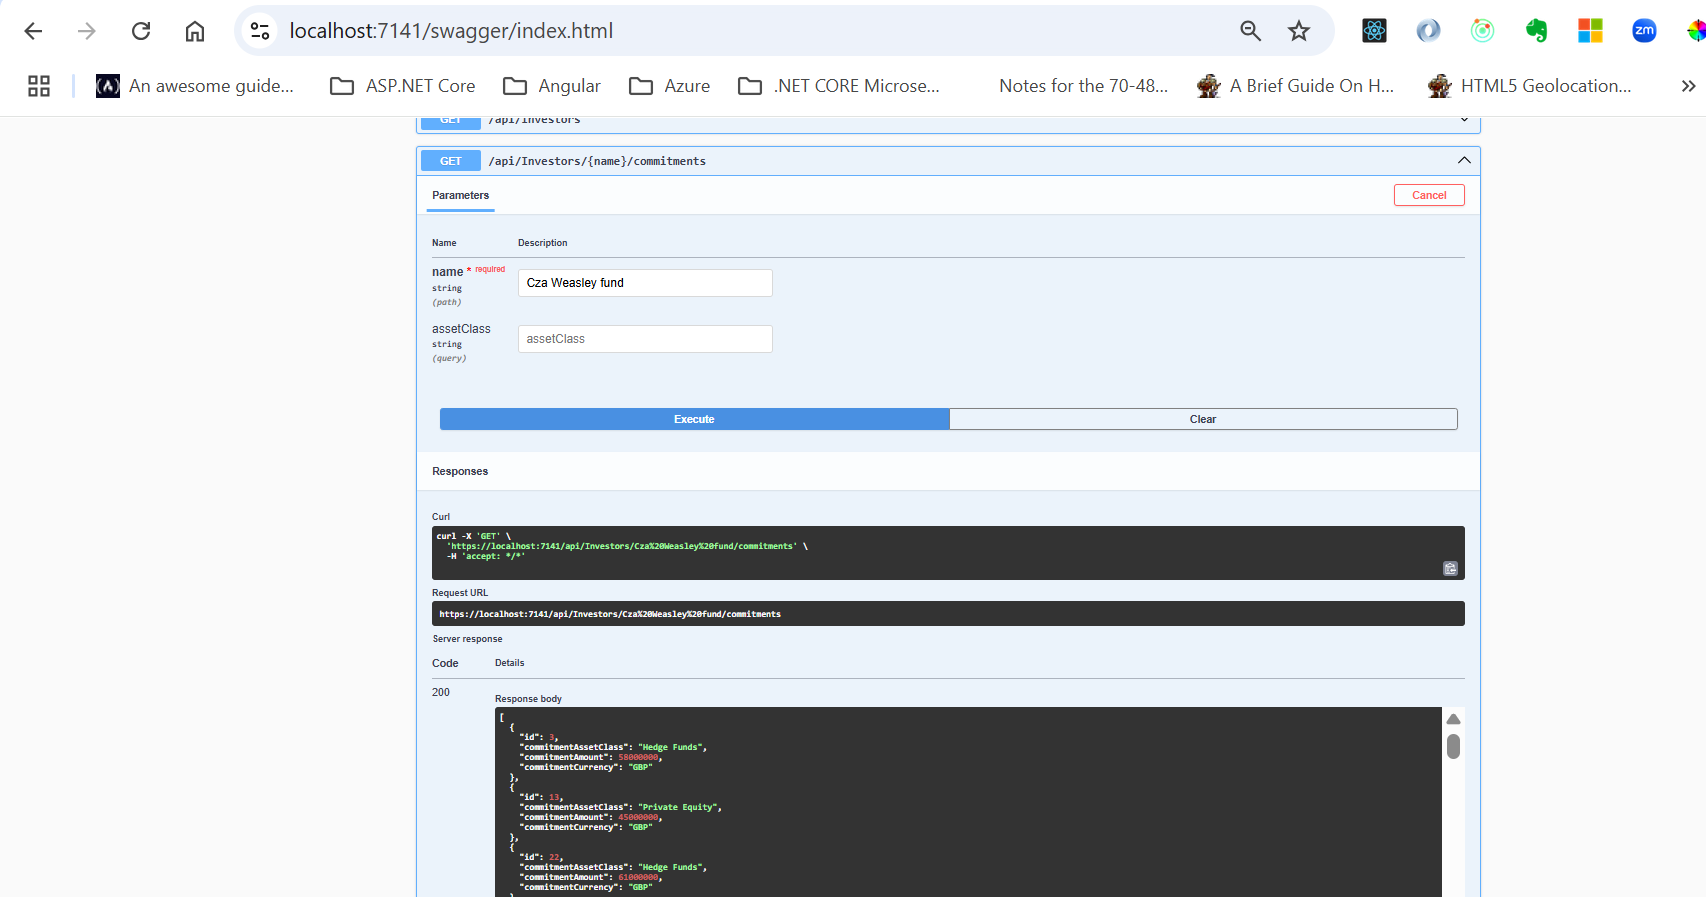 localhost:7141/swagger/index.html
zm
An awesome guide... ASP.NET Core Angular Azure .NET CORE Microse... Notes for the 70-48... A Brief Guide On H... HTML5 Geolocation... »
GET /api/Investors
GET /api/Investors/{name}/commitments
Parameters
Cancel
Name Description
name * required
string
(path)
Cza Weasley fund
assetClass
string
(query)
assetClass
Execute Clear
Responses
Curl
curl -X 'GET' \
'https://localhost:7141/api/Investors/Cza%20Weasley%20fund/commitments' \
-H 'accept: */*'
Request URL
https://localhost:7141/api/Investors/Cza%20Weasley%20fund/commitments
Server response
Code Details
200
Response body
[
{
"id": 3,
"commitmentAssetClass": "Hedge Funds",
"commitmentAmount": 58000000,
"commitmentCurrency": "GBP"
},
{
"id": 13,
"commitmentAssetClass": "Private Equity",
"commitmentAmount": 45000000,
"commitmentCurrency": "GBP"
},
{
"id": 22,
"commitmentAssetClass": "Hedge Funds",
"commitmentAmount": 61000000,
"commitmentCurrency": "GBP"